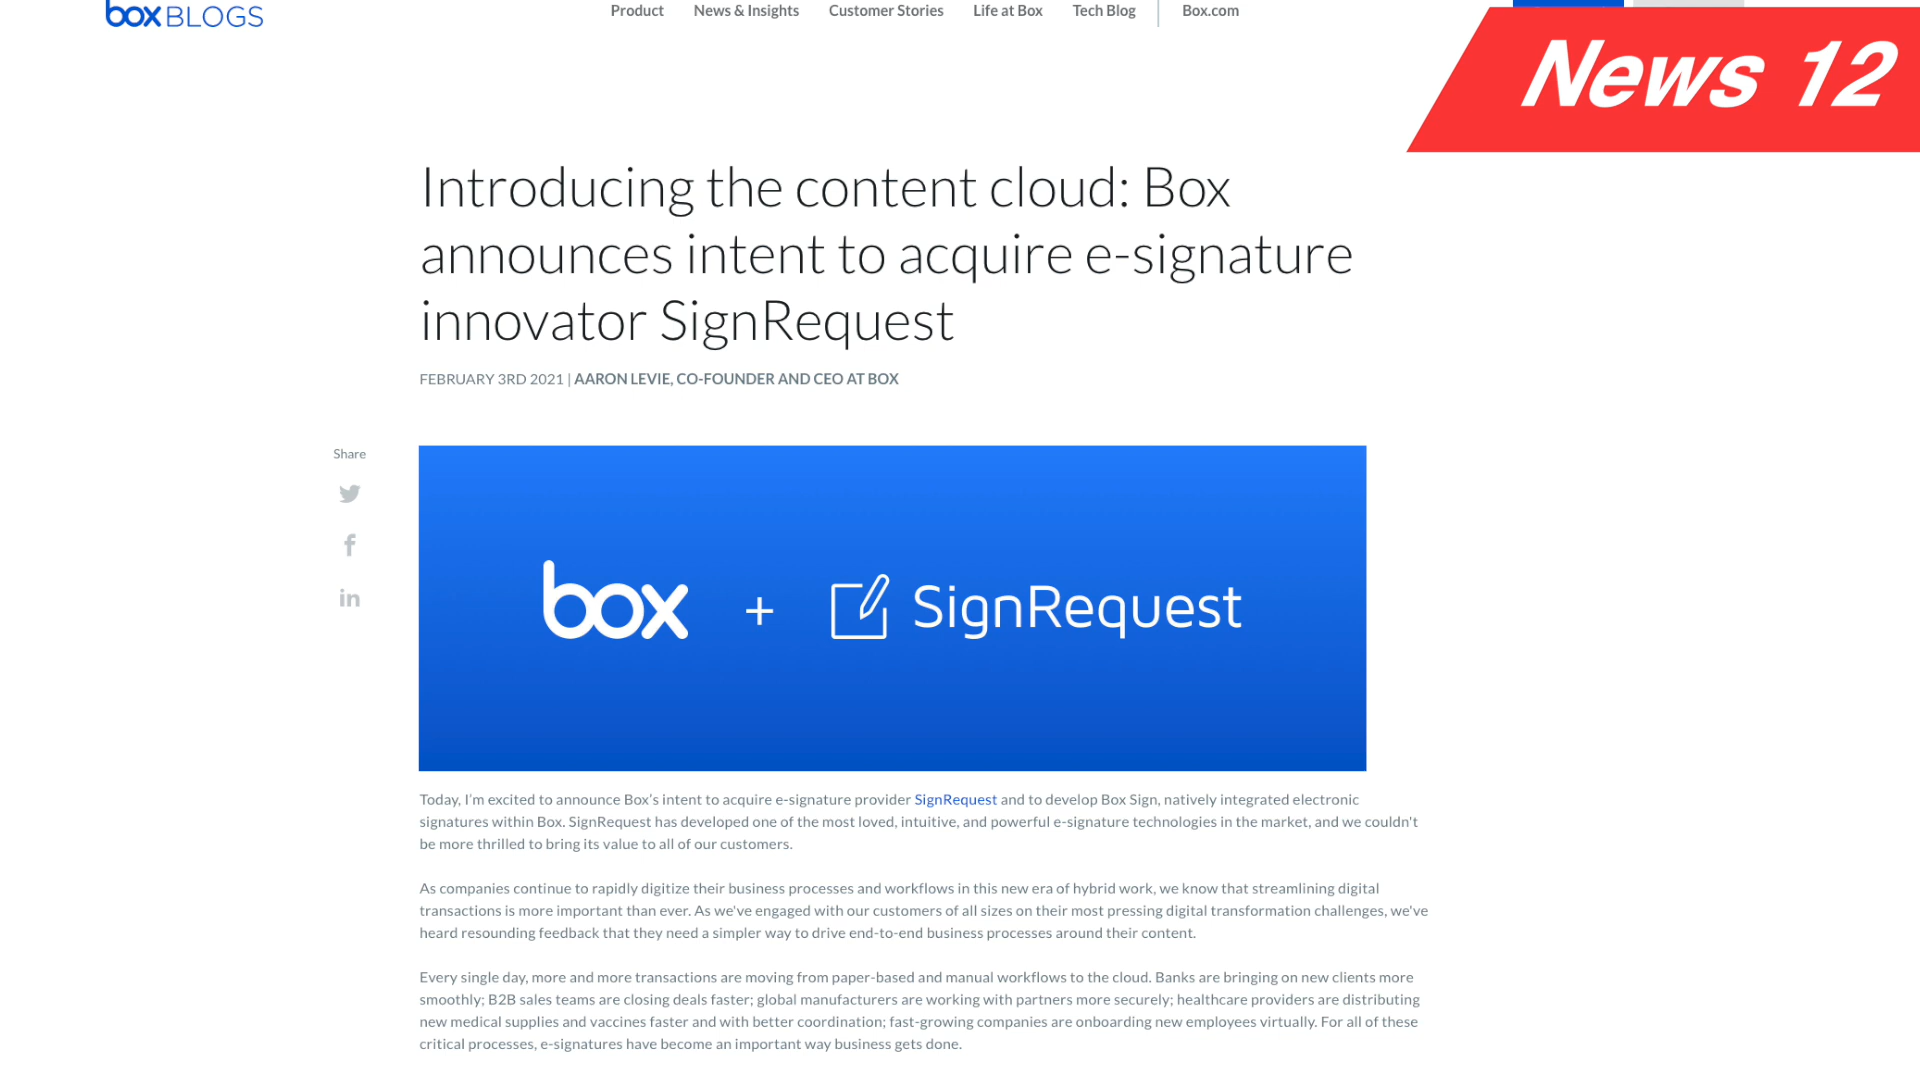 box BLOGS
Product News & Insights Customer Stories Life at Box Tech Blog Box.com
News 12
Introducing the content cloud: Box
announces intent to acquire e-signature
innovator SignRequest
FEBRUARY 3RD 2021 | AARON LEVIE, CO-FOUNDER AND CEO AT BOX
Share
box + SignRequest
Today, I’m excited to announce Box’s intent to acquire e-signature provider SignRequest and to develop Box Sign, natively integrated electronic
signatures within Box. SignRequest has developed one of the most loved, intuitive, and powerful e-signature technologies in the market, and we couldn't
be more thrilled to bring its value to all of our customers.
As companies continue to rapidly digitize their business processes and workflows in this new era of hybrid work, we know that streamlining digital
transactions is more important than ever. As we've engaged with our customers of all sizes on their most pressing digital transformation challenges, we've
heard resounding feedback that they need a simpler way to drive end-to-end business processes around their content.
Every single day, more and more transactions are moving from paper-based and manual workflows to the cloud. Banks are bringing on new clients more
smoothly; B2B sales teams are closing deals faster; global manufacturers are working with partners more securely; healthcare providers are distributing
new medical supplies and vaccines faster and with better coordination; fast-growing companies are onboarding new employees virtually. For all of these
critical processes, e-signatures have become an important way business gets done.